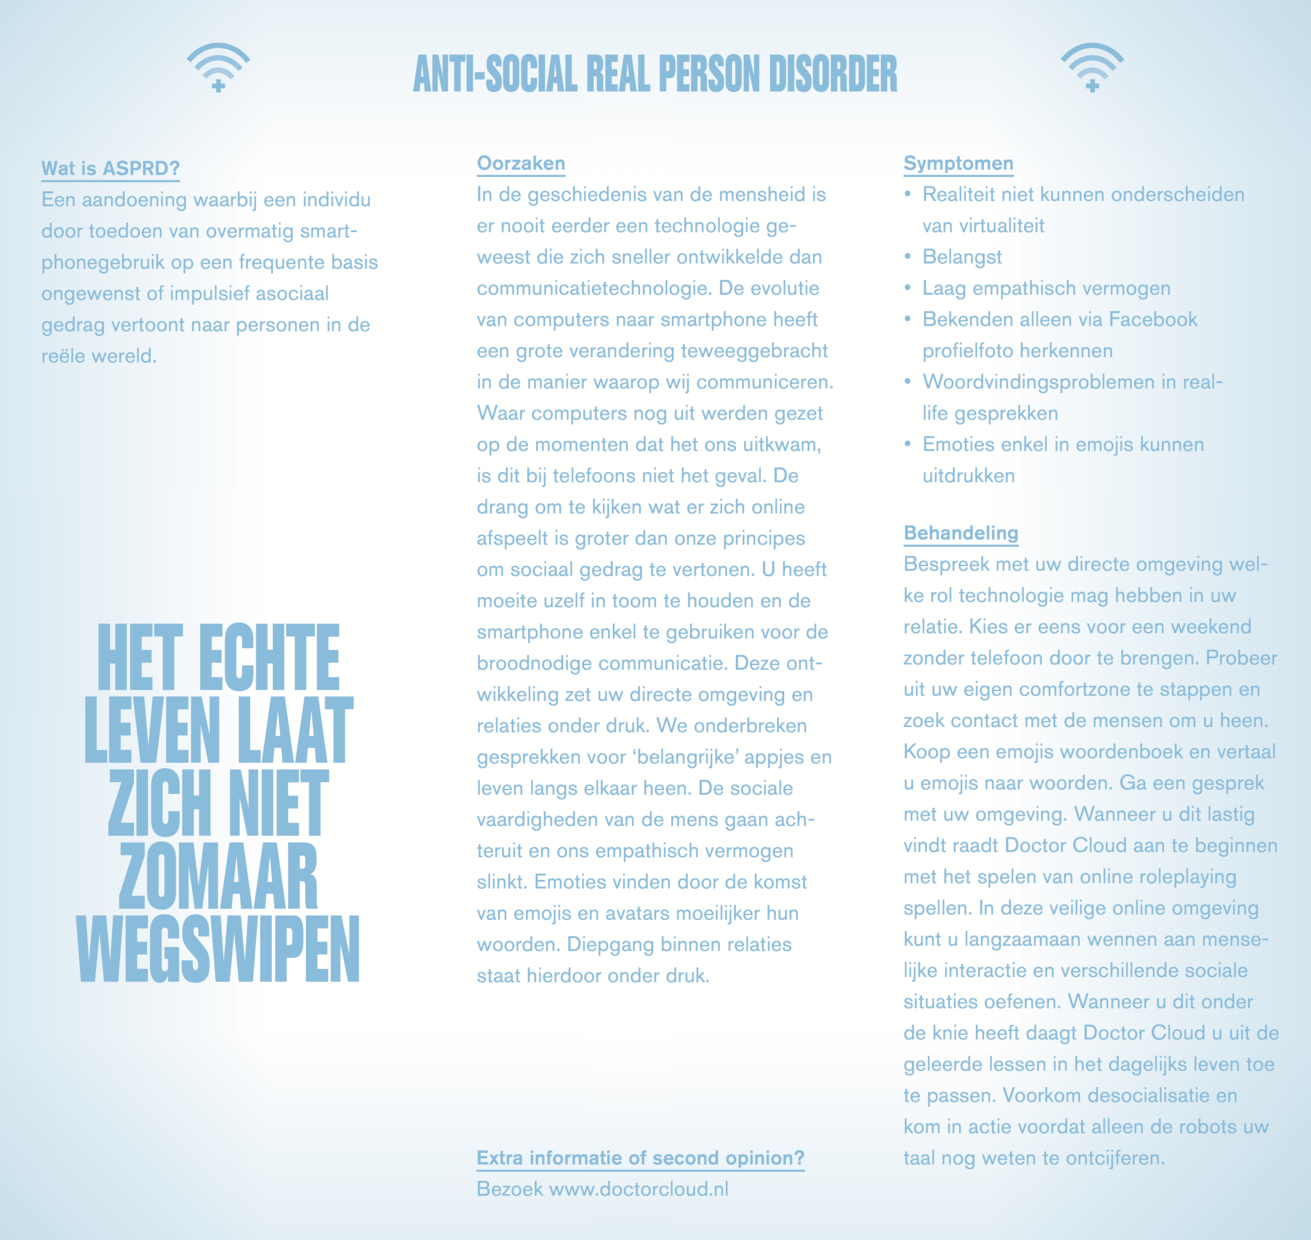 ANTI-SOCIAL REAL PERSON DISORDER
Wat is ASPRD?
Een aandoening waarbij een individu
door toedoen van overmatig smart-
phonegebruik op een frequente basis
ongewenst of impulsief asociaal
gedrag vertoont naar personen in de
reële wereld.
HET ECHTE
LEVEN LAAT
ZICH NIET
ZOMAAR
WEGSWIPEN
Oorzaken
In de geschiedenis van de mensheid is
er nooit eerder een technologie ge-
weest die zich sneller ontwikkelde dan
communicatietechnologie. De evolutie
van computers naar smartphone heeft
een grote verandering teweeggebracht
in de manier waarop wij communiceren.
Waar computers nog uit werden gezet
op de momenten dat het ons uitkwam,
is dit bij telefoons niet het geval. De
drang om te kijken wat er zich online
afspeelt is groter dan onze principes
om sociaal gedrag te vertonen. U heeft
moeite uzelf in toom te houden en de
smartphone enkel te gebruiken voor de
broodnodige communicatie. Deze ont-
wikkeling zet uw directe omgeving en
relaties onder druk. We onderbreken
gesprekken voor ‘belangrijke’ appjes en
leven langs elkaar heen. De sociale
vaardigheden van de mens gaan ach-
teruit en ons empathisch vermogen
slinkt. Emoties vinden door de komst
van emojis en avatars moeilijker hun
woorden. Diepgang binnen relaties
staat hierdoor onder druk.
Extra informatie of second opinion?
Bezoek www.doctorcloud.nl
Symptomen
• Realiteit niet kunnen onderscheiden
van virtualiteit
• Belangst
• Laag empathisch vermogen
• Bekenden alleen via Facebook
profielfoto herkennen
• Woordvindingsproblemen in real-
life gesprekken
• Emoties enkel in emojis kunnen
uitdrukken
Behandeling
Bespreek met uw directe omgeving wel-
ke rol technologie mag hebben in uw
relatie. Kies er eens voor een weekend
zonder telefoon door te brengen. Probeer
uit uw eigen comfortzone te stappen en
zoek contact met de mensen om u heen.
Koop een emojis woordenboek en vertaal
u emojis naar woorden. Ga een gesprek
met uw omgeving. Wanneer u dit lastig
vindt raadt Doctor Cloud aan te beginnen
met het spelen van online roleplaying
spellen. In deze veilige online omgeving
kunt u langzaamaan wennen aan mense-
lijke interactie en verschillende sociale
situaties oefenen. Wanneer u dit onder
de knie heeft daagt Doctor Cloud u uit de
geleerde lessen in het dagelijks leven toe
te passen. Voorkom desocialisatie en
kom in actie voordat alleen de robots uw
taal nog weten te ontcijferen.